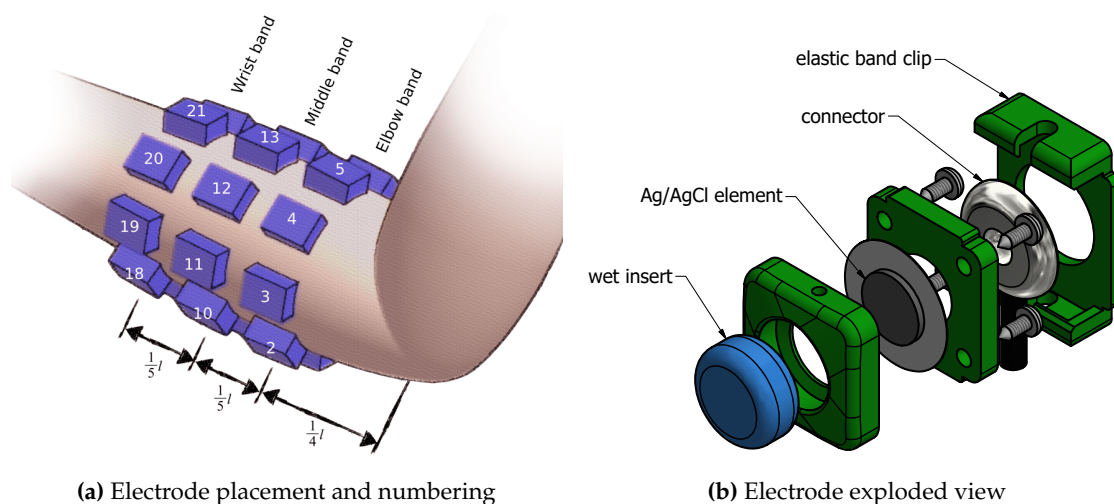 Wrist band
Middle band
Elbow band
21
13
5
20
12
4
19
11
3
18
10
2
1/5 l
1/5 l
1/4 l
(a) Electrode placement and numbering
elastic band clip
connector
Ag/AgCl element
wet insert
(b) Electrode exploded view